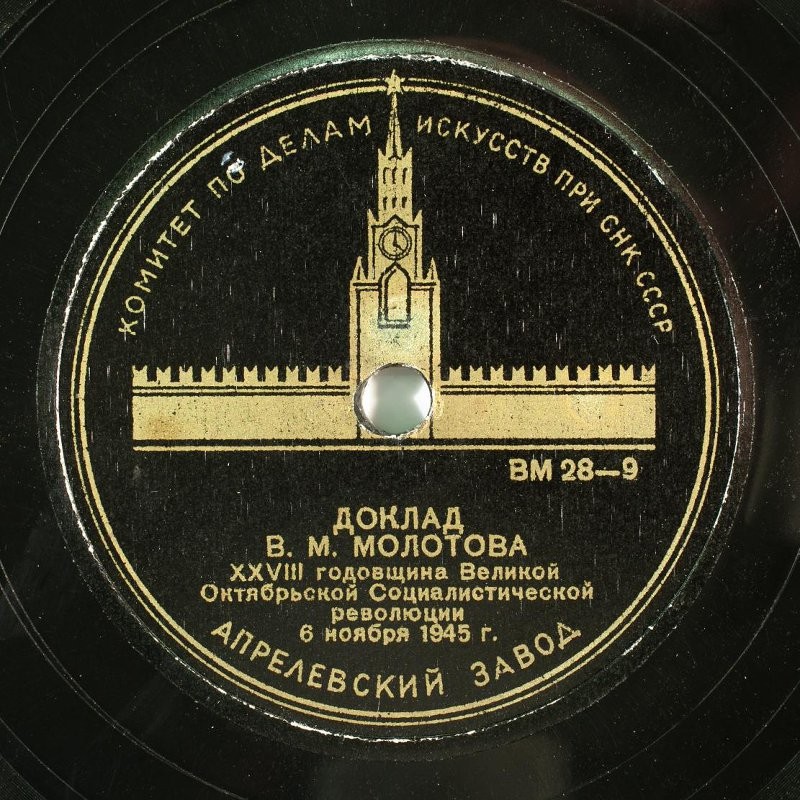 КОМИТЕТ ПО ДЕЛАМ ИСКУССТВ ПРИ СНК СССР
ВМ 28—9
ДОКЛАД
В. М. МОЛОТОВА
XXVIII годовщина Великой
Октябрьской Социалистической
революции
6 ноября 1945 г.
АПРЕЛЕВСКИЙ ЗАВОД